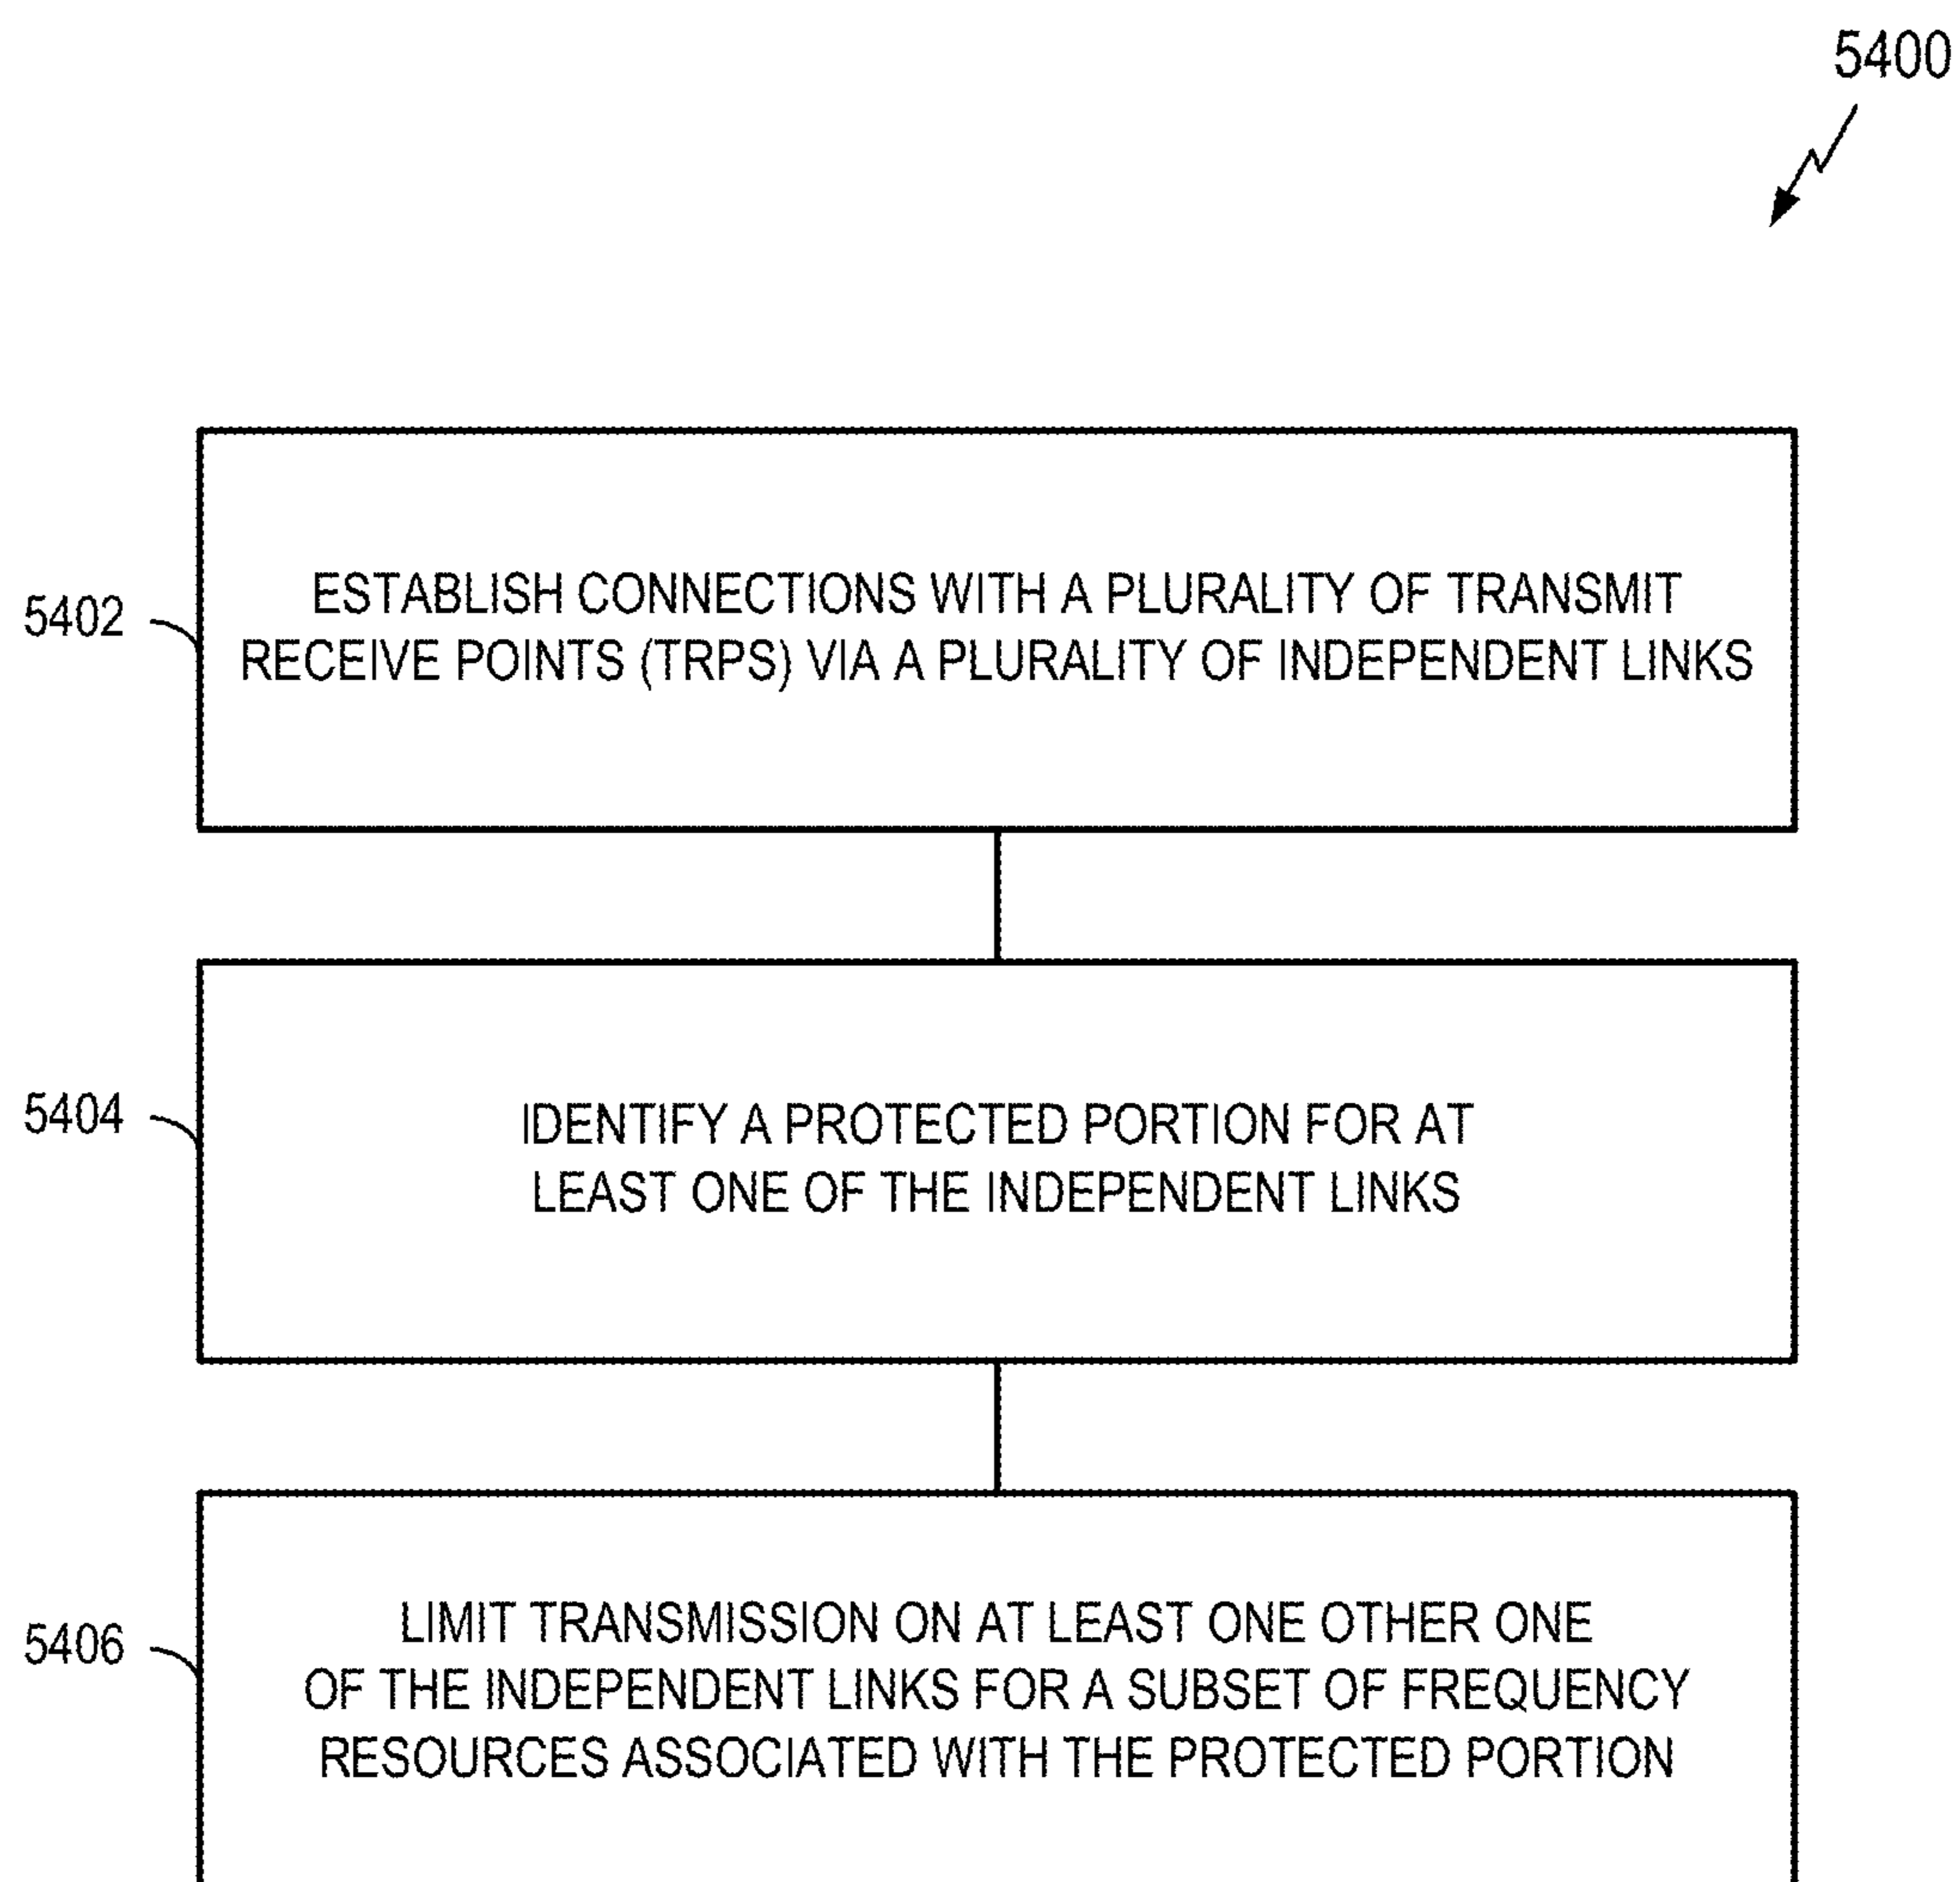 5400
5402
ESTABLISH CONNECTIONS WITH A PLURALITY OF TRANSMIT
RECEIVE POINTS (TRPS) VIA A PLURALITY OF INDEPENDENT LINKS
5404
IDENTIFY A PROTECTED PORTION FOR AT
LEAST ONE OF THE INDEPENDENT LINKS
5406
LIMIT TRANSMISSION ON AT LEAST ONE OTHER ONE
OF THE INDEPENDENT LINKS FOR A SUBSET OF FREQUENCY
RESOURCES ASSOCIATED WITH THE PROTECTED PORTION